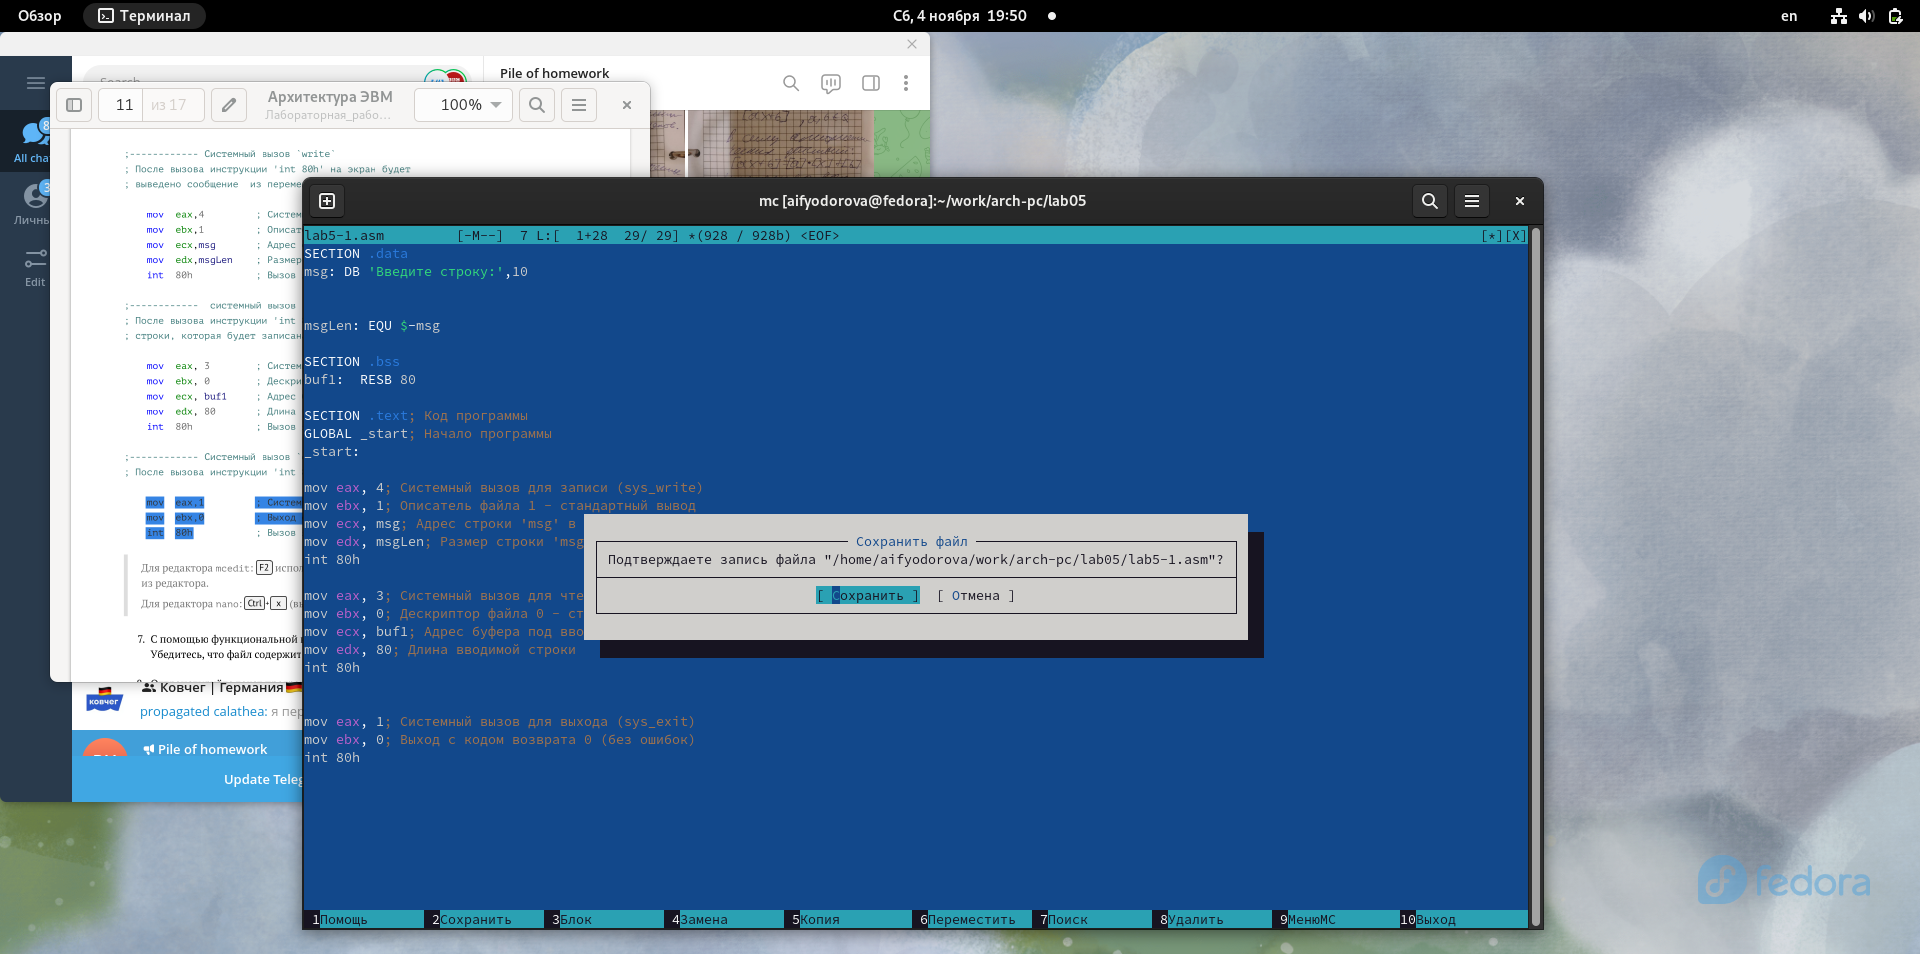 Обзор
Терминал
Сб, 4 ноября 19:50
en
Search
Pile of homework
All cha
Edit
11 из 17
Архитектура ЭВМ
Лабораторная_рабо…
100%
;------------ Системный вызов `write`
; После вызова инструкции 'int 80h' на экран будет
; выведено сообщение из переме
mov eax,4 ; Систем
mov ebx,1 ; Описат
mov ecx,msg ; Адрес
mov edx,msgLen ; Размер
int 80h ; Вызов
;------------ системный вызов
; После вызова инструкции 'int
; строки, которая будет записан
mov eax, 3 ; Систем
mov ebx, 0 ; Дескри
mov ecx, buf1 ; Адрес
mov edx, 80 ; Длина
int 80h ; Вызов
;------------ Системный вызов `
; После вызова инструкции 'int
mov eax,1 ; Систем
mov ebx,0 ; Выход
int 80h ; Вызов
Для редактора mcedit: F2 испол
из редактора.
Для редактора nano: Ctrl+x (вы
7. С помощью функциональной
Убедитесь, что файл содержит
ковчег
Ковчег | Германия
propagated calathea: я пер
Pile of homework
Update Teleg
mc [aifyodorova@fedora]:~/work/arch-pc/lab05
lab5-1.asm [-M--] 7 L:[ 1+28 29/ 29] *(928 / 928b) <EOF> [*][X]
SECTION .data
msg: DB 'Введите строку:',10
msgLen: EQU $-msg
SECTION .bss
buf1: RESB 80
SECTION .text; Код программы
GLOBAL _start; Начало программы
_start:
mov eax, 4; Системный вызов для записи (sys_write)
mov ebx, 1; Описатель файла 1 - стандартный вывод
mov ecx, msg; Адрес строки 'msg' в
mov edx, msgLen; Размер строки 'msg
int 80h
mov eax, 3; Системный вызов для чте
mov ebx, 0; Дескриптор файла 0 - ст
mov ecx, buf1; Адрес буфера под вво
mov edx, 80; Длина вводимой строки
int 80h
mov eax, 1; Системный вызов для выхода (sys_exit)
mov ebx, 0; Выход с кодом возврата 0 (без ошибок)
int 80h
Сохранить файл
Подтверждаете запись файла "/home/aifyodorova/work/arch-pc/lab05/lab5-1.asm"?
[ Сохранить ] [ Отмена ]
1Помощь 2Сохранить 3Блок 4Замена 5Копия 6Переместить 7Поиск 8Удалить 9МенюМС 10Выход
fedora